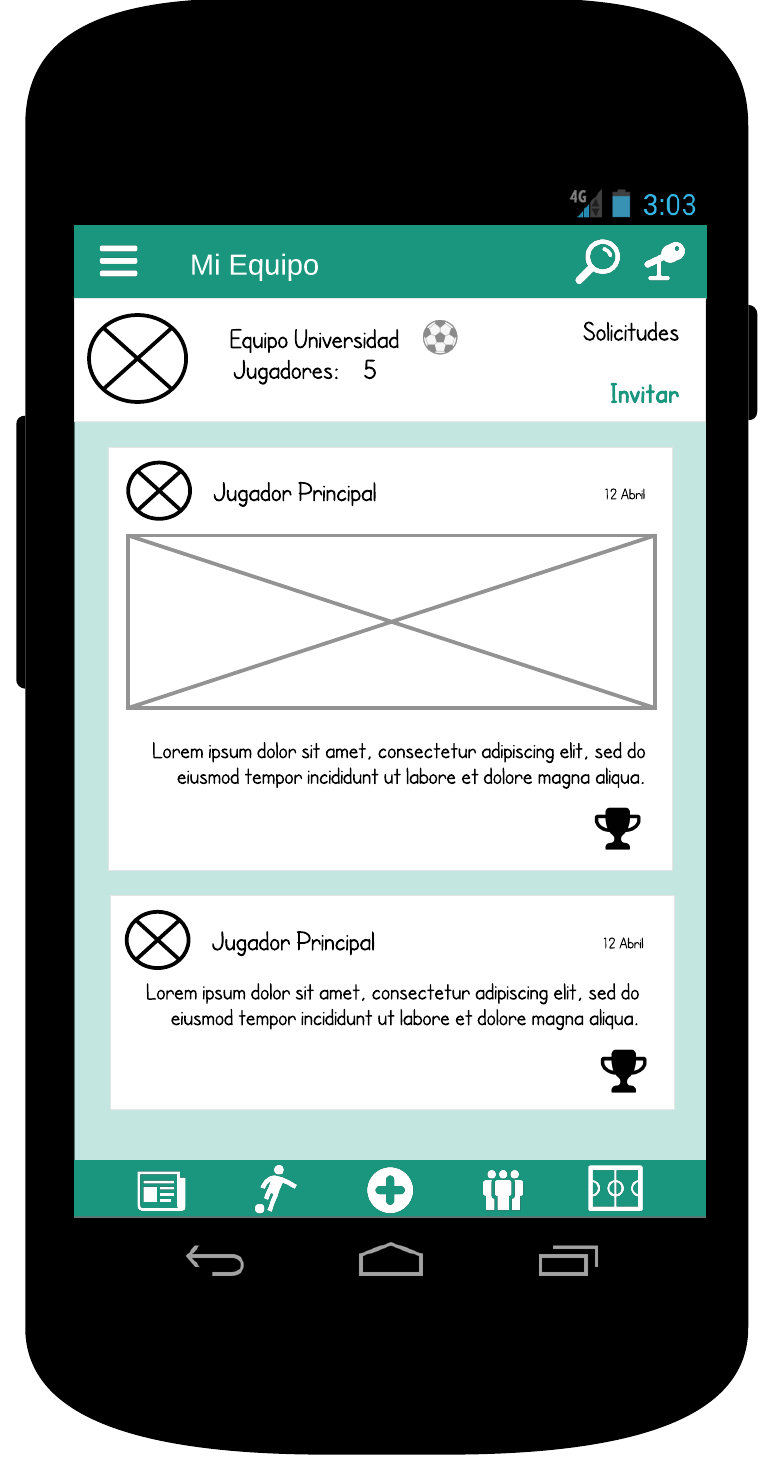 4G
3:03
Mi Equipo
Equipo Universidad
Jugadores: 5
Solicitudes
Invitar
Jugador Principal
12 Abril
Lorem ipsum dolor sit amet, consectetur adipiscing elit, sed do
eiusmod tempor incididunt ut labore et dolore magna aliqua.
Jugador Principal
12 Abril
Lorem ipsum dolor sit amet, consectetur adipiscing elit, sed do
eiusmod tempor incididunt ut labore et dolore magna aliqua.